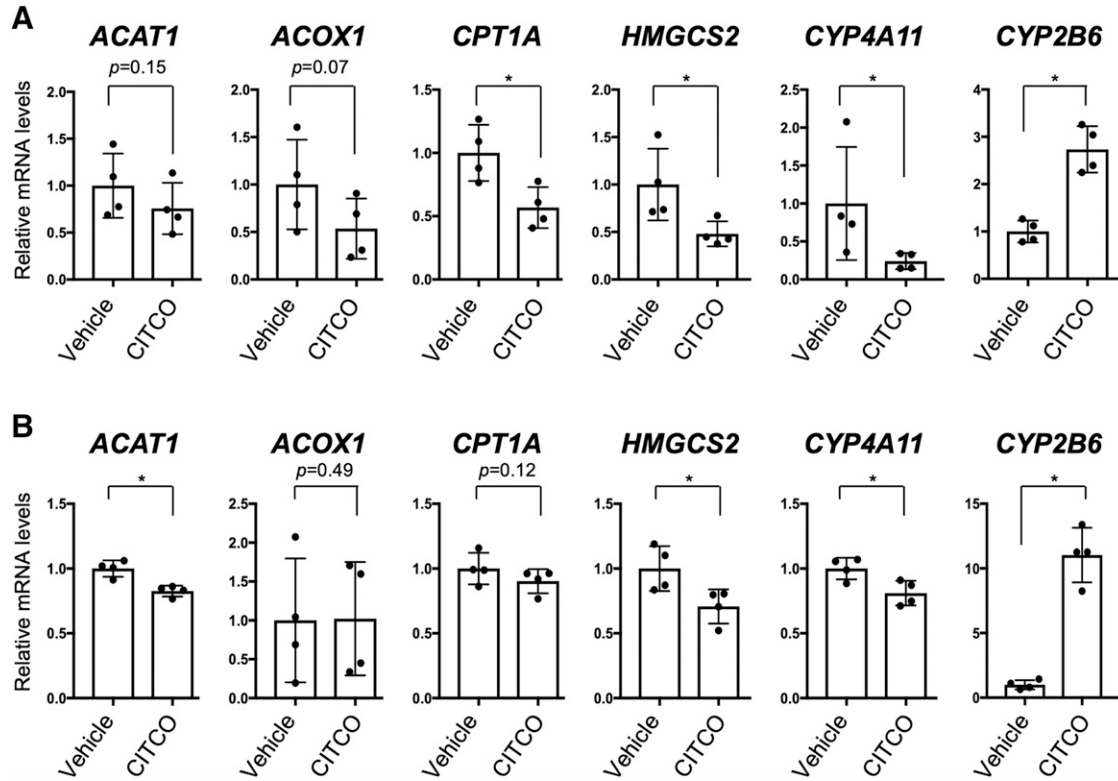 A
ACAT1 ACOX1 CPT1A HMGCS2 CYP4A11 CYP2B6
p=0.15 p=0.07 * * * *
Relative mRNA levels
2.0 2.0 1.5 2.0 2.5 4
1.5 1.5 1.0 1.5 2.0 3
1.0 1.0 0.5 1.0 1.5 2
0.5 0.5 0.0 0.5 1.0 1
0.0 0.0 0.0 0.5 0
0.0
Vehicle CITCO Vehicle CITCO Vehicle CITCO Vehicle CITCO Vehicle CITCO Vehicle CITCO
B
ACAT1 ACOX1 CPT1A HMGCS2 CYP4A11 CYP2B6
* p=0.49 p=0.12 * * *
Relative mRNA levels
1.5 2.5 1.5 1.5 1.5 15
1.0 2.0 1.0 1.0 1.0 10
0.5 1.5 0.5 0.5 0.5 5
0.0 1.0 0.0 0.0 0.0 0
0.5
0.0
Vehicle CITCO Vehicle CITCO Vehicle CITCO Vehicle CITCO Vehicle CITCO Vehicle CITCO